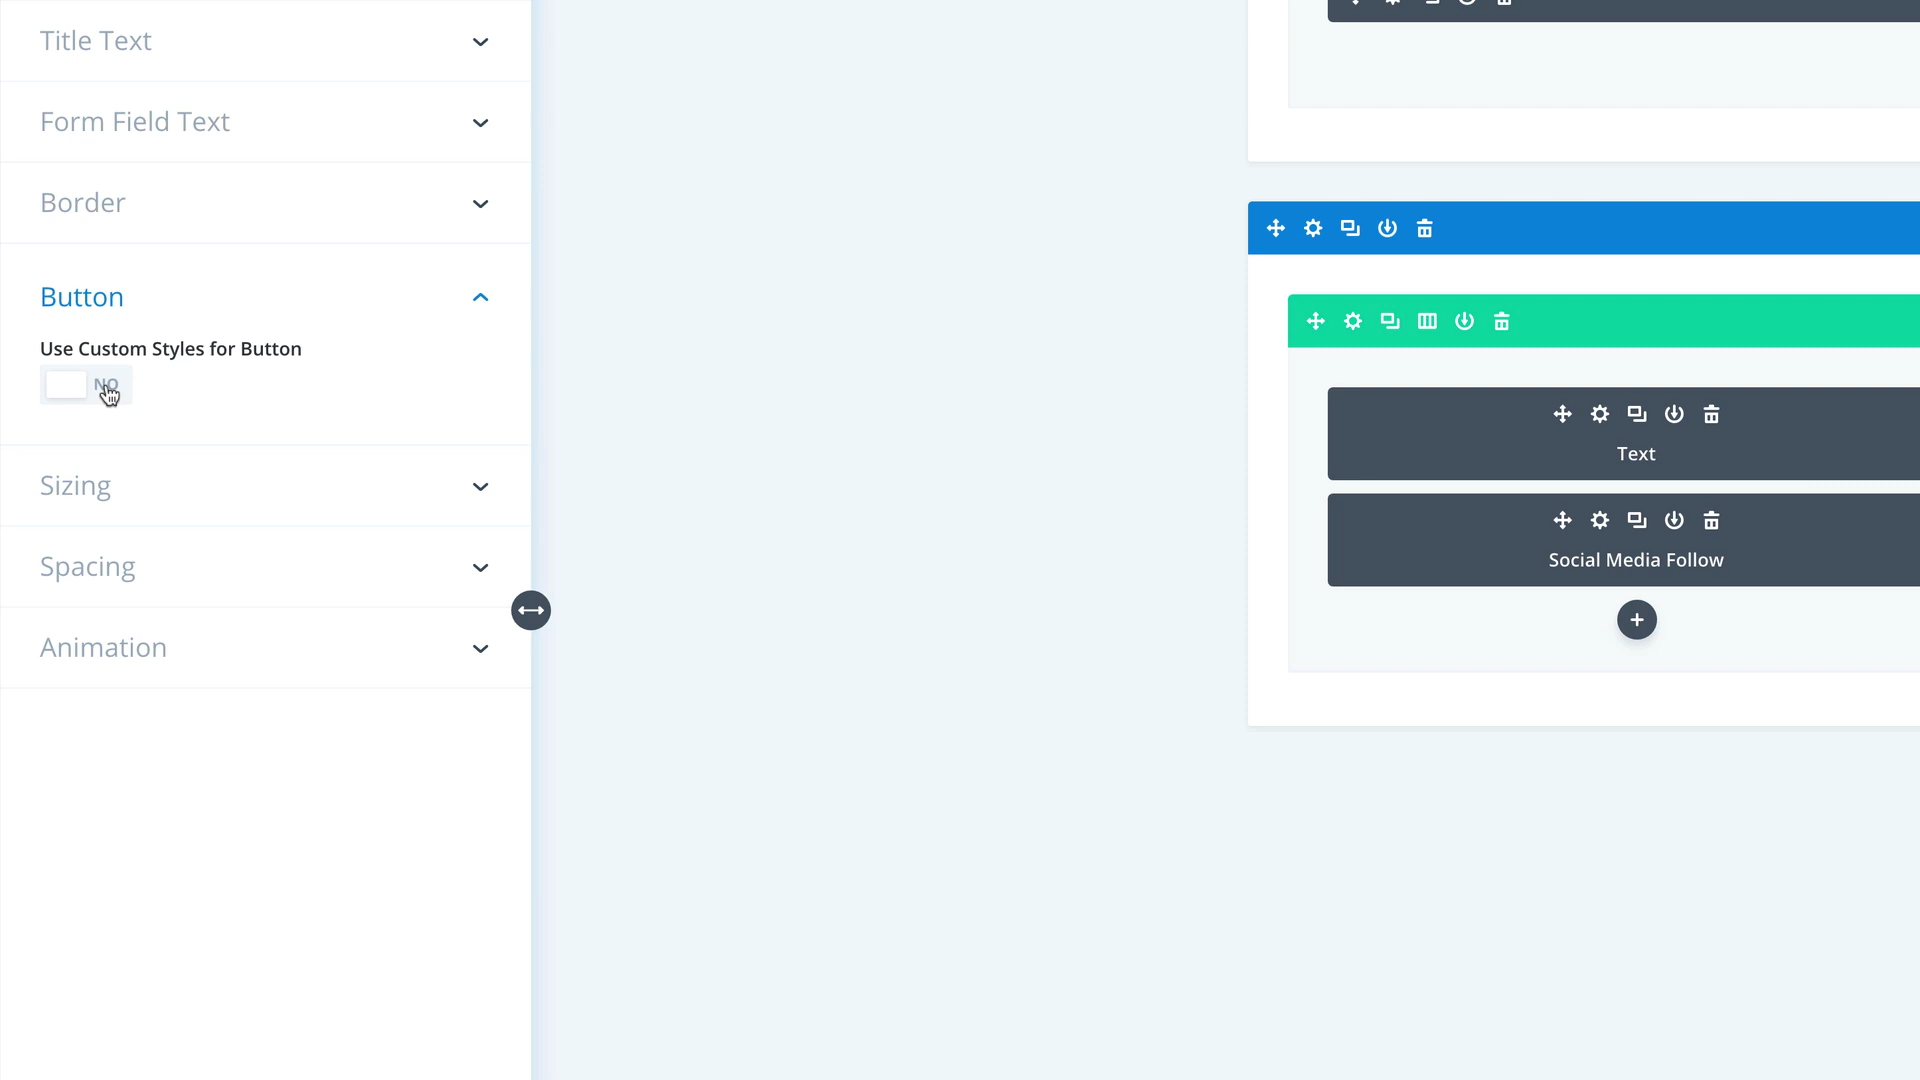 Title Text
Form Field Text
Border
Button
Use Custom Styles for Button
NO
Sizing
Spacing
Animation
Text
Social Media Follow